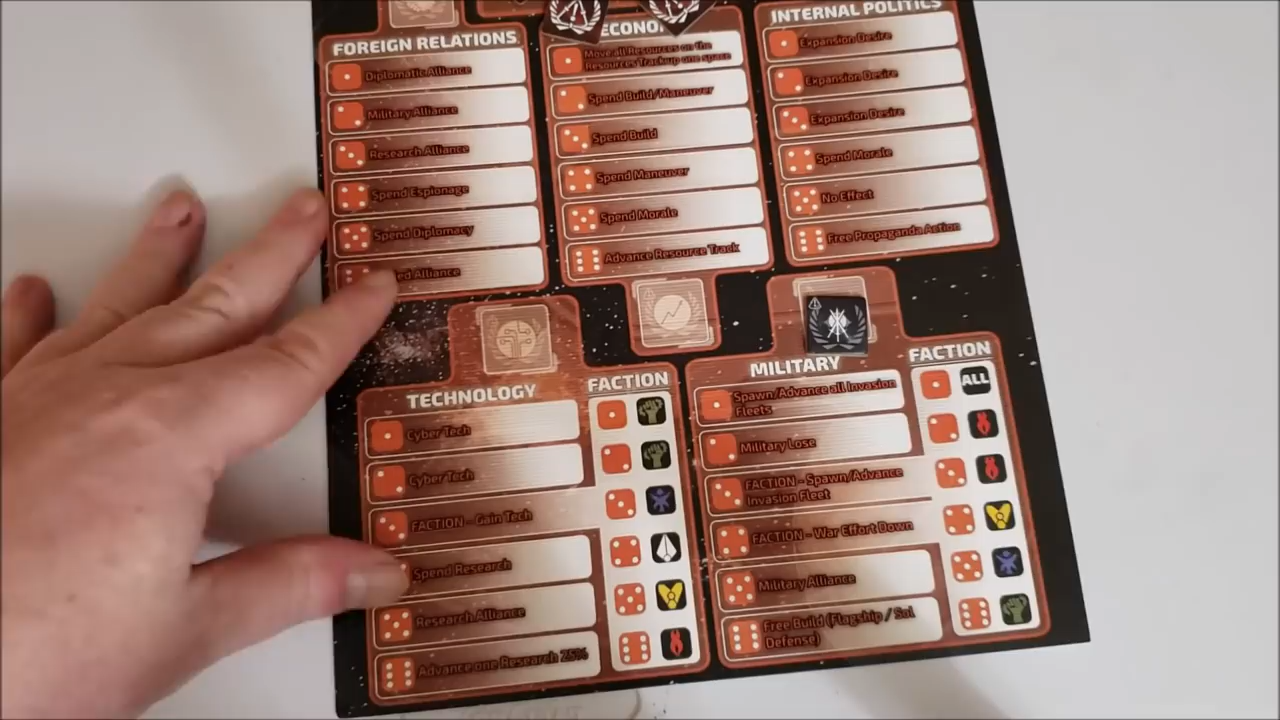 FOREIGN RELATIONS
Diplomatic Alliance
Military Alliance
Research Alliance
Spend Espionage
Spend Diplomacy
Alliance
ECONO
Move all Resources on the
Resources Track up one space
Spend Build/Maneuver
Spend Build
Spend Maneuver
Spend Morale
Advance Resource Track
INTERNAL POLITICS
Expansion Desire
Expansion Desire
Expansion Desire
Spend Morale
No Effect
Free Propaganda Action
TECHNOLOGY
Cyber Tech
Cyber Tech
FACTION - Gain Tech
Spend Research
Research Alliance
Advance one Research 25%
FACTION
MILITARY
Spawn/Advance all Invasion
Fleets
Military Lose
FACTION - Spawn/Advance
Invasion Fleet
FACTION - War Effort Down
Military Alliance
Free Build (Flagship / Sol
Defense)
FACTION
ALL